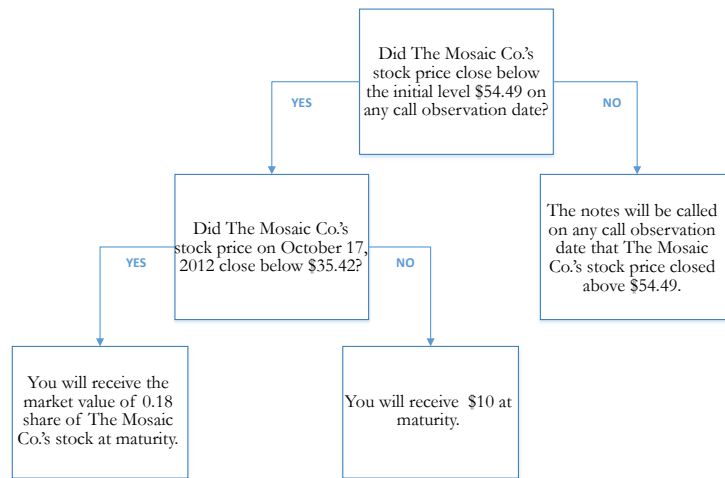 Did The Mosaic Co.'s
stock price close below
the initial level $54.49 on
any call observation date?
YES
NO
Did The Mosaic Co.'s
stock price on October 17,
2012 close below $35.42?
The notes will be called
on any call observation
date that The Mosaic
Co.'s stock price closed
above $54.49.
YES
NO
You will receive the
market value of 0.18
share of The Mosaic
Co.'s stock at maturity.
You will receive $10 at
maturity.